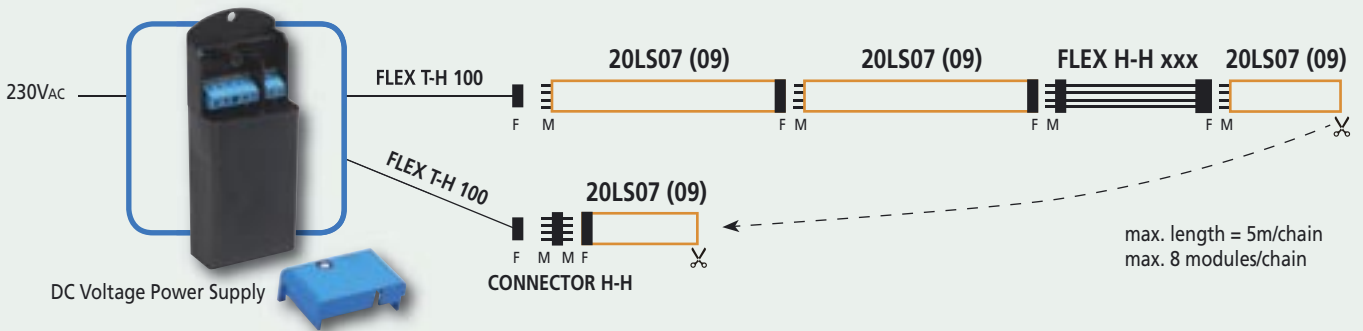 20LS07 (09)
20LS07 (09)
FLEX H-H xxx
20LS07 (09)
FLEX T-H 100
230VAC
F
M
F
M
F
M
F
M
FLEX T-H 100
20LS07 (09)
max. length = 5m/chain
max. 8 modules/chain
F
M
M
F
CONNECTOR H-H
DC Voltage Power Supply